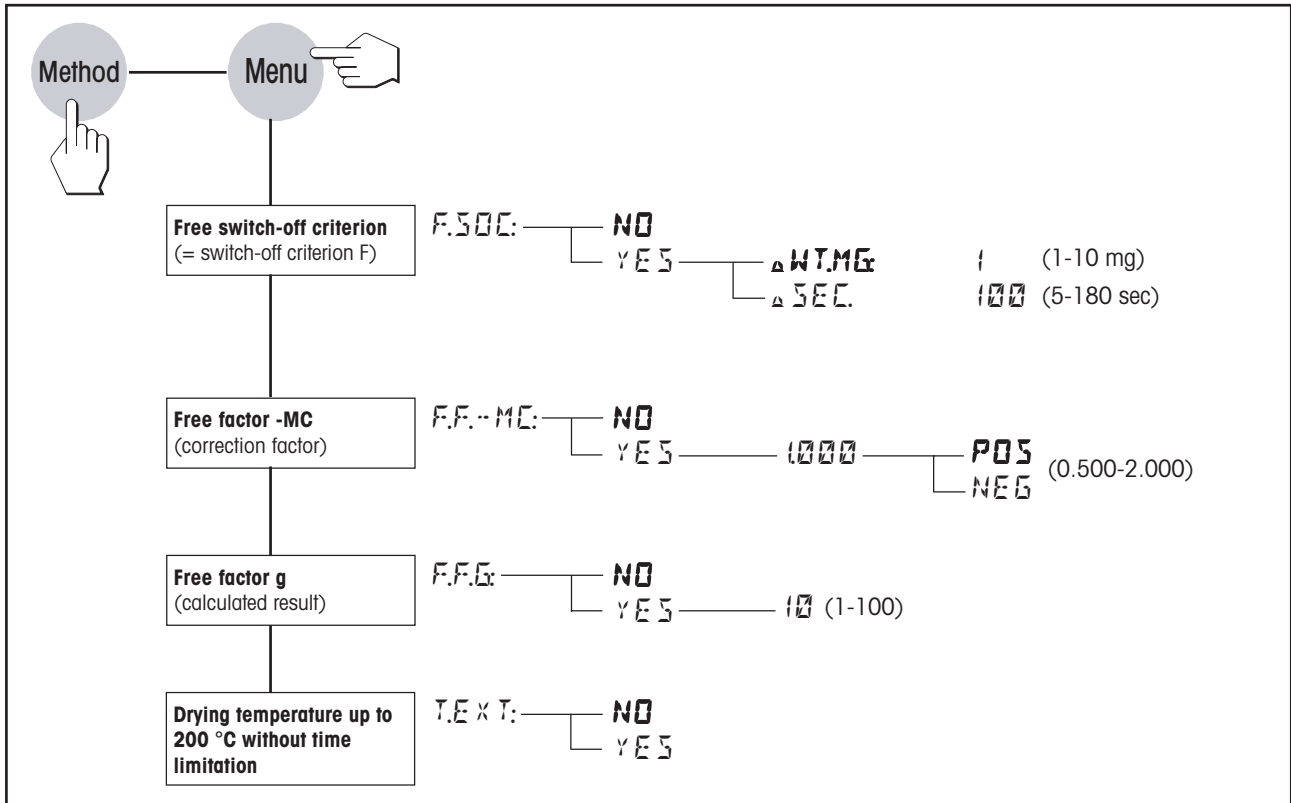 Method Menu
Free switch-off criterion F.SOC: NO
(= switch-off criterion F) YES ▵WT.MG: 1 (1-10 mg)
▵SEC. 100 (5-180 sec)
Free factor -MC F.F.-MC: NO
(correction factor) YES 1.000 POS (0.500-2.000)
NEG
Free factor g F.F.G: NO
(calculated result) YES 10 (1-100)
Drying temperature up to T.EXT: NO
200 °C without time YES
limitation